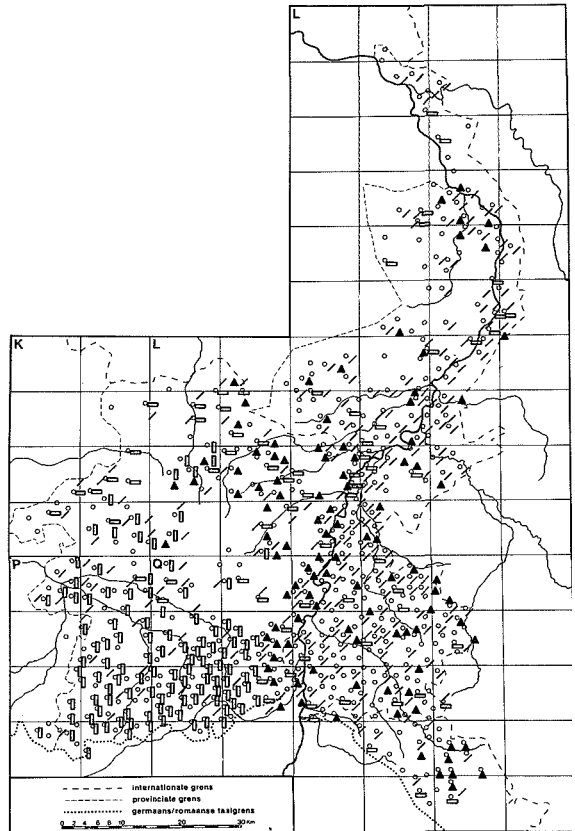 L
K
L
P
Q
internationale grens
provinciale grens
germaans/romaanse taalgrens
0 2 4 6 8 10 20 30 Km